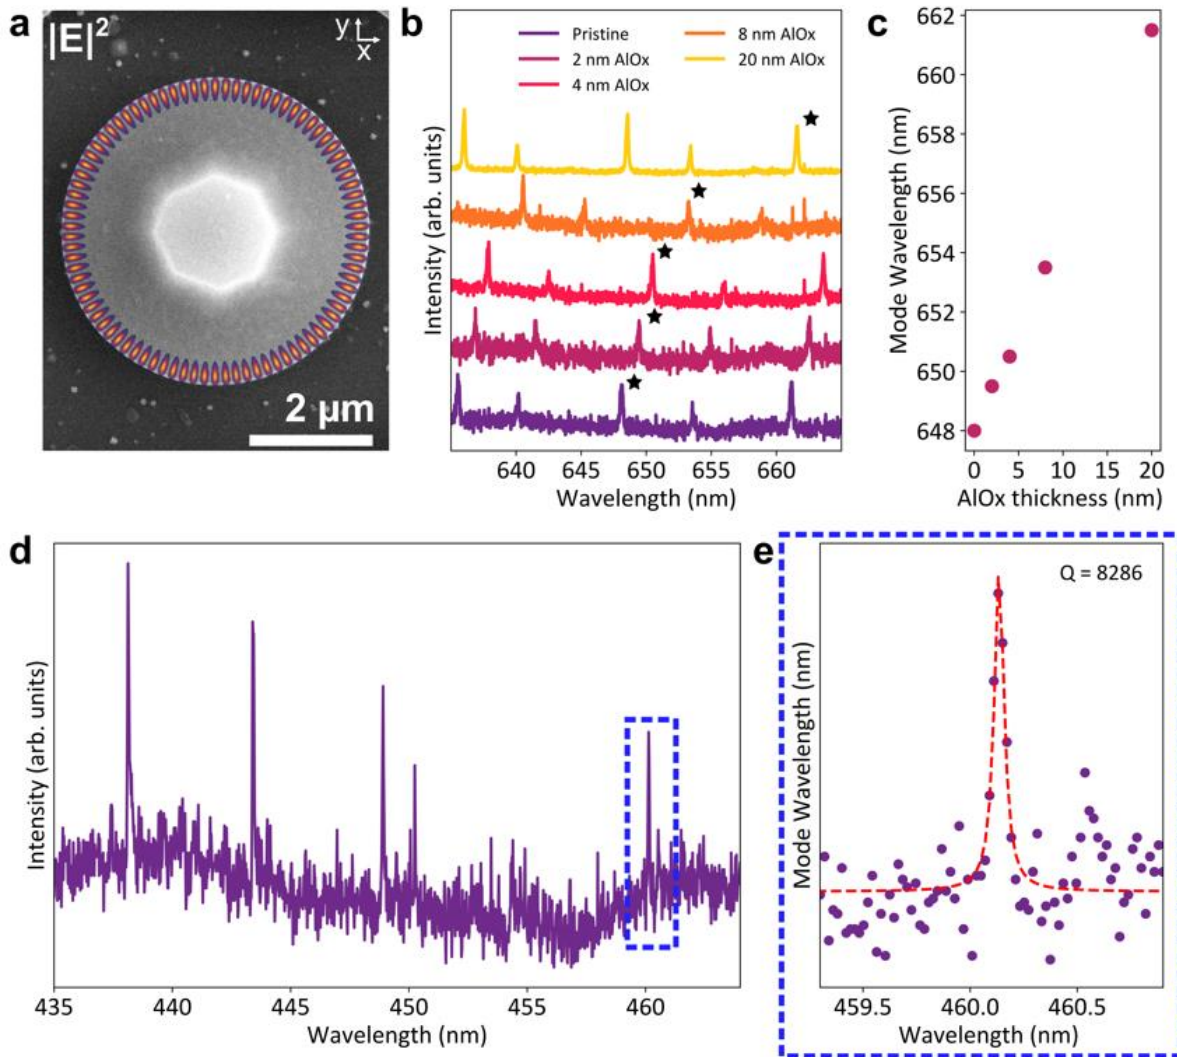 a
|E|²
y
x
2 µm
b
Pristine
2 nm AlOx
4 nm AlOx
8 nm AlOx
20 nm AlOx
Intensity (arb. units)
640 645 650 655 660
Wavelength (nm)
c
Mode Wavelength (nm)
662
660
658
656
654
652
650
648
0 5 10 15 20
AlOx thickness (nm)
d
Intensity (arb. units)
435 440 445 450 455 460
Wavelength (nm)
e
Q = 8286
Mode Wavelength (nm)
459.5 460.0 460.5
Wavelength (nm)